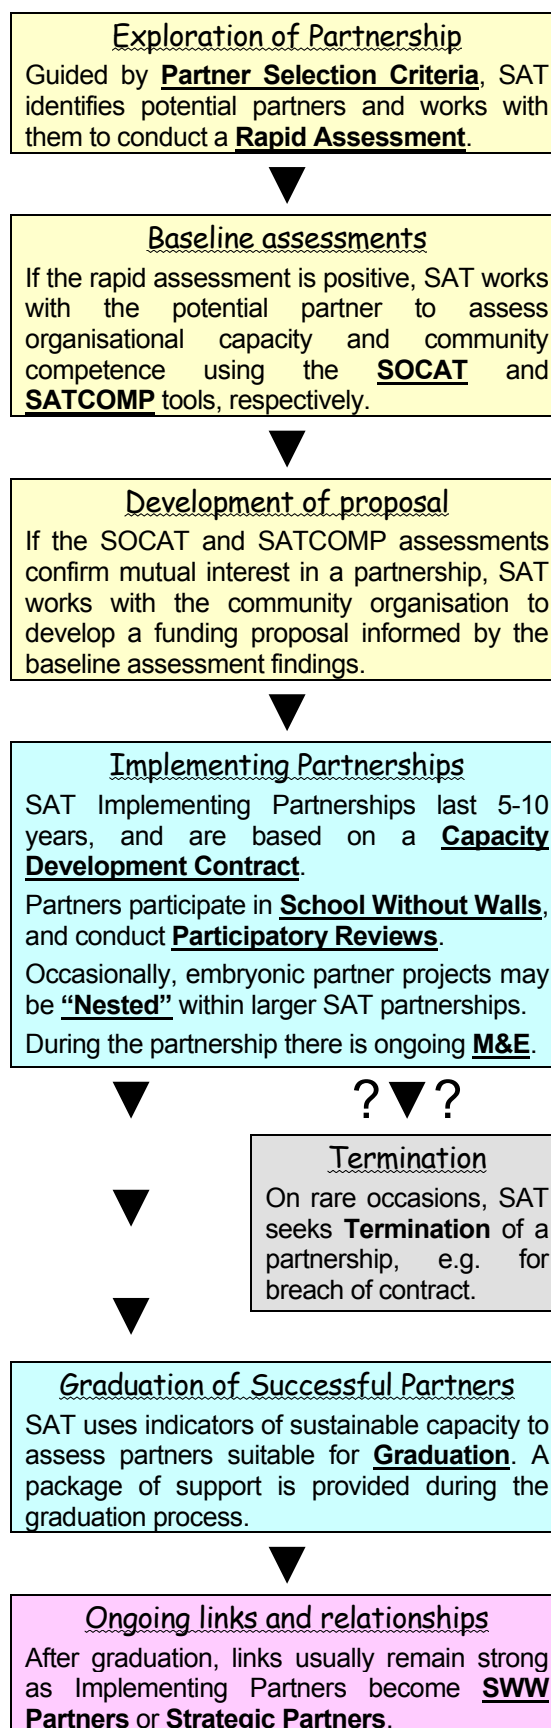 Exploration of Partnership
Guided by Partner Selection Criteria, SAT
identifies potential partners and works with
them to conduct a Rapid Assessment.
Baseline assessments
If the rapid assessment is positive, SAT works
with the potential partner to assess
organisational capacity and community
competence using the SOCAT and
SATCOMP tools, respectively.
Development of proposal
If the SOCAT and SATCOMP assessments
confirm mutual interest in a partnership, SAT
works with the community organisation to
develop a funding proposal informed by the
baseline assessment findings.
Implementing Partnerships
SAT Implementing Partnerships last 5-10
years, and are based on a Capacity
Development Contract.
Partners participate in School Without Walls,
and conduct Participatory Reviews.
Occasionally, embryonic partner projects may
be “Nested” within larger SAT partnerships.
During the partnership there is ongoing M&E.
? ?
Termination
On rare occasions, SAT
seeks Termination of a
partnership, e.g. for
breach of contract.
Graduation of Successful Partners
SAT uses indicators of sustainable capacity to
assess partners suitable for Graduation. A
package of support is provided during the
graduation process.
Ongoing links and relationships
After graduation, links usually remain strong
as Implementing Partners become SWW
Partners or Strategic Partners.